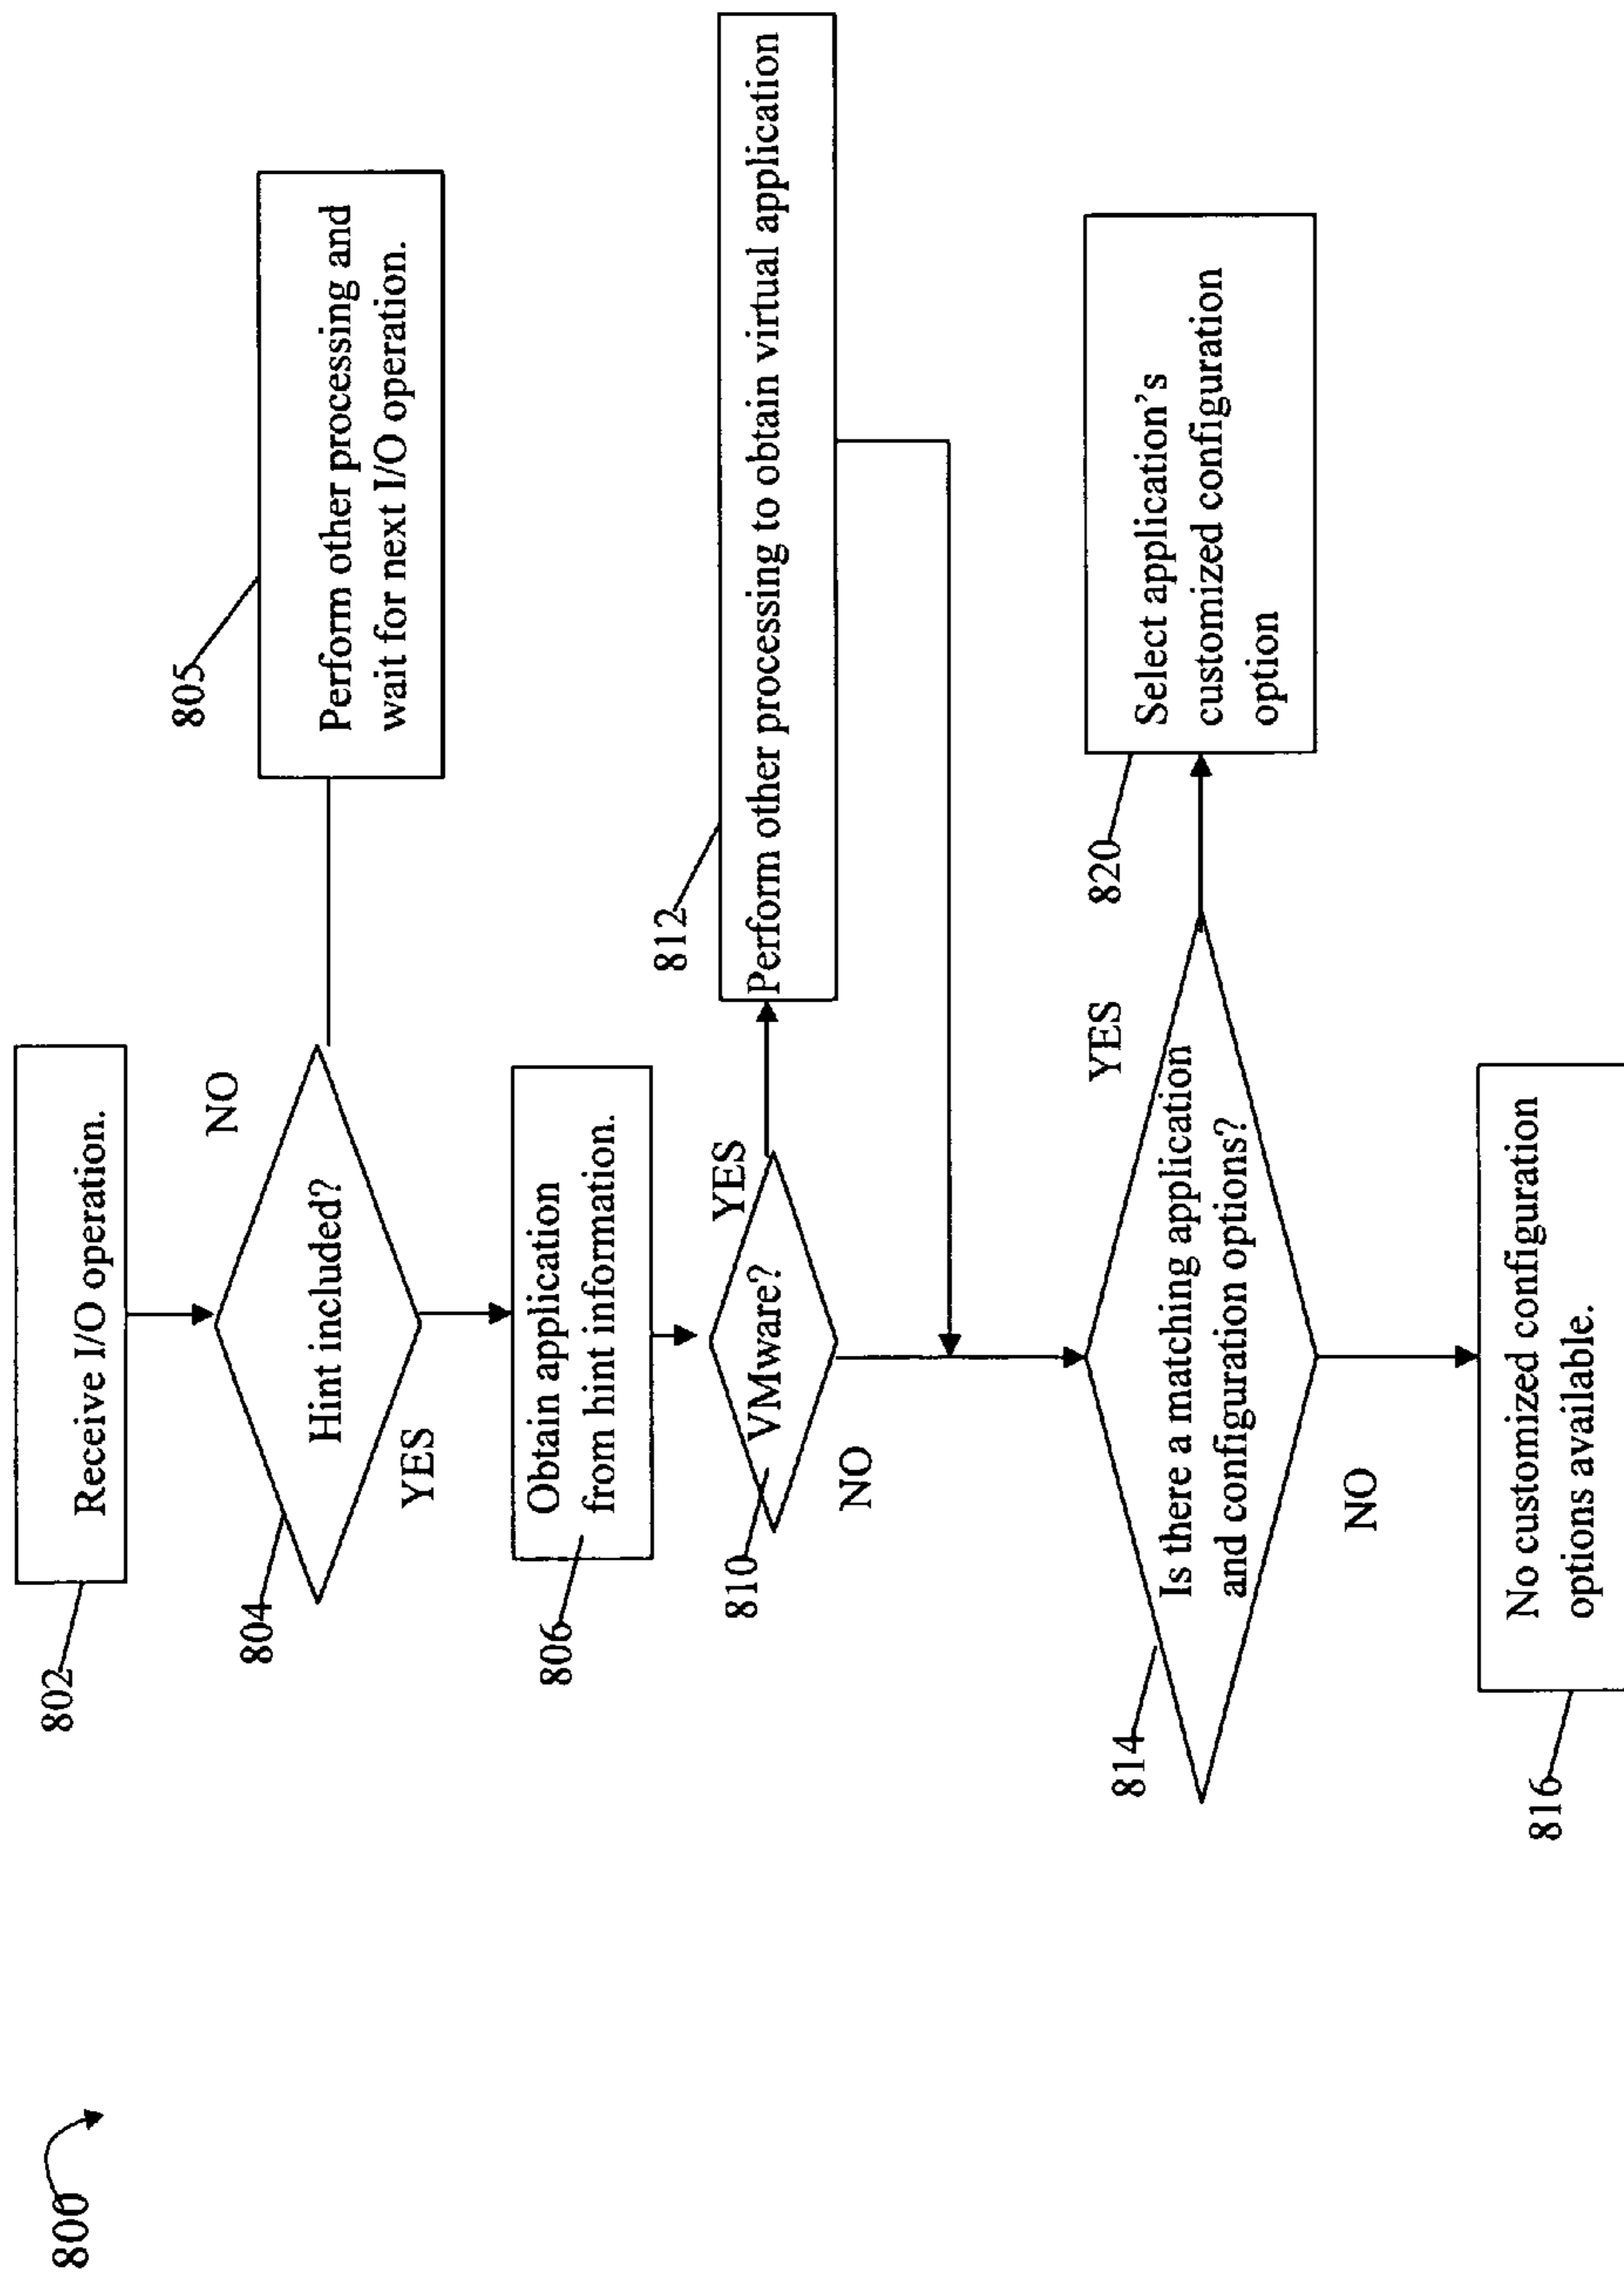 800
802
Receive I/O operation.
804
Hint included?
NO
805
Perform other processing and
wait for next I/O operation.
YES
806
Obtain application
from hint information.
810
VMware?
YES
812
Perform other processing to obtain virtual application
NO
814
Is there a matching application
and configuration options?
YES
820
Select application’s
customized configuration
option
NO
816
No customized configuration
options available.